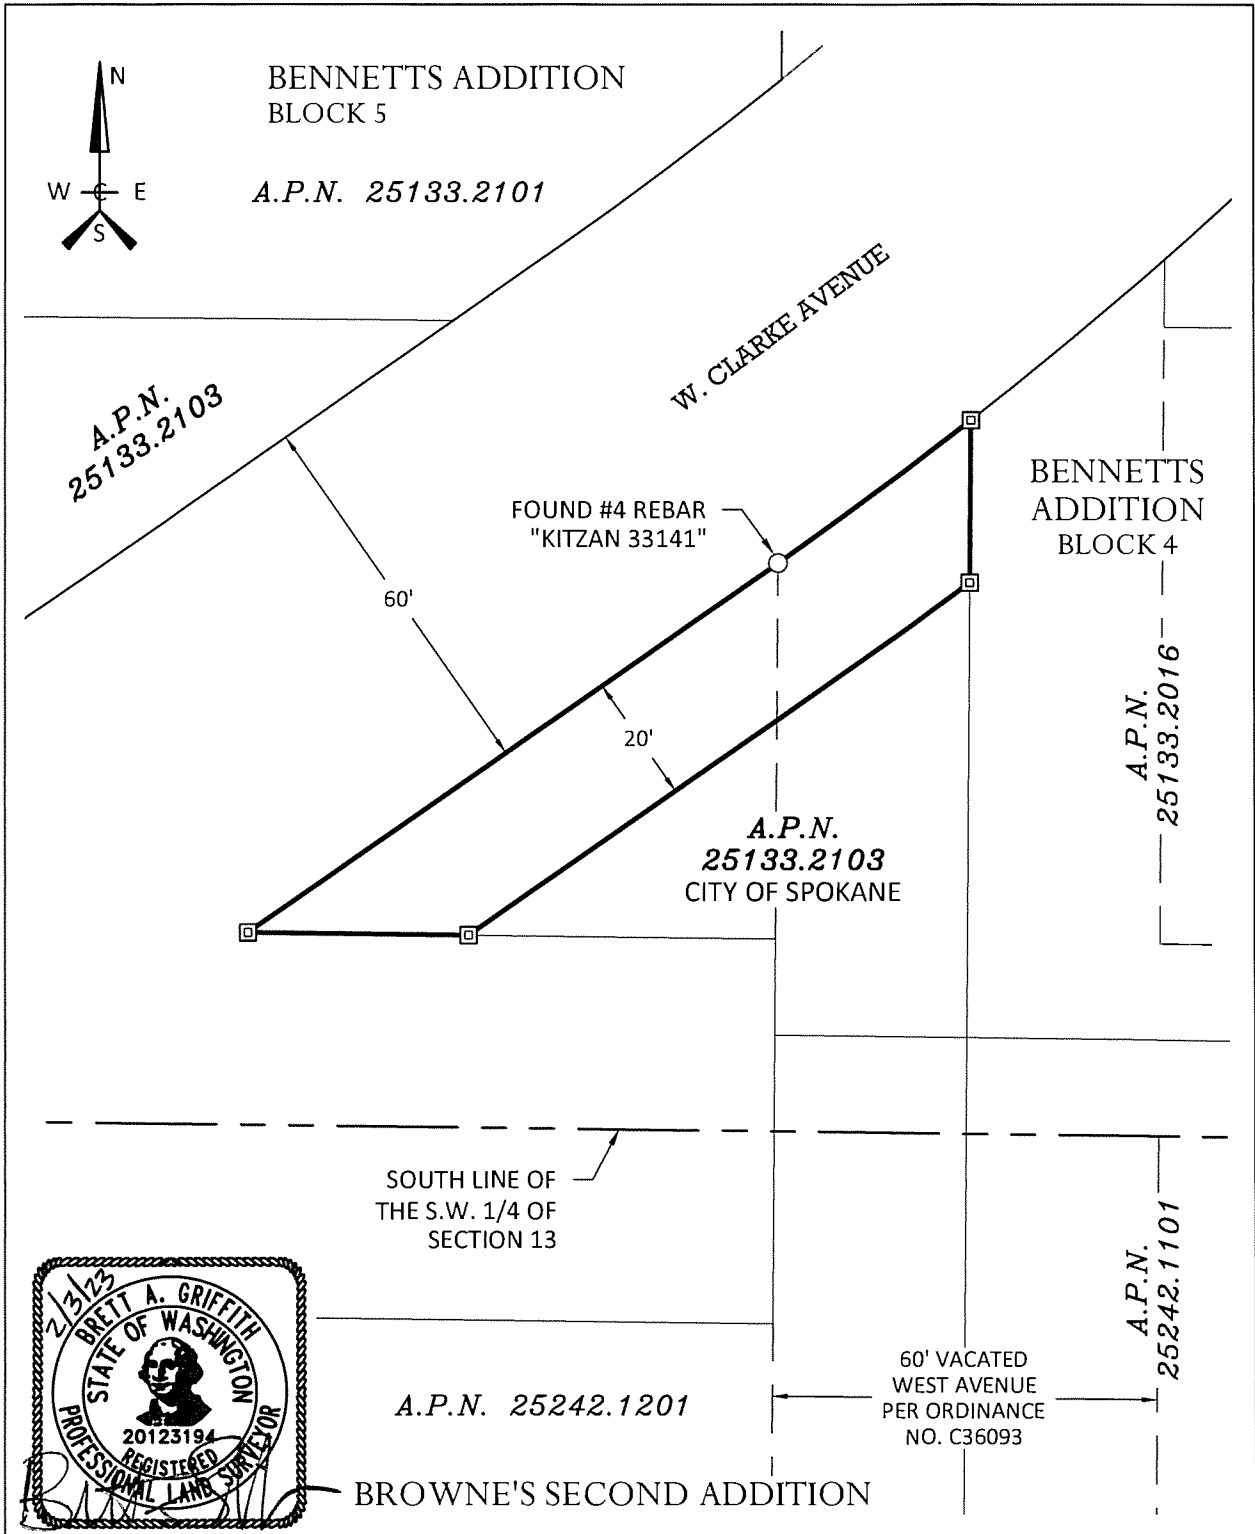 N
W C E
S
BENNETTS ADDITION
BLOCK 5
A.P.N. 25133.2101
W. CLARKE AVENUE
A.P.N.
25133.2103
BENNETTS
ADDITION
BLOCK 4
FOUND #4 REBAR
"KITZAN 33141"
60'
20'
A.P.N.
25133.2016
A.P.N.
25133.2103
CITY OF SPOKANE
SOUTH LINE OF
THE S.W. 1/4 OF
SECTION 13
A.P.N.
25242.1101
60' VACATED
WEST AVENUE
PER ORDINANCE
NO. C36093
A.P.N. 25242.1201
2/3/23
BRETT A. GRIFFITH
STATE OF WASHINGTON
20123194
REGISTERED
PROFESSIONAL LAND SURVEYOR
BROWNE'S SECOND ADDITION